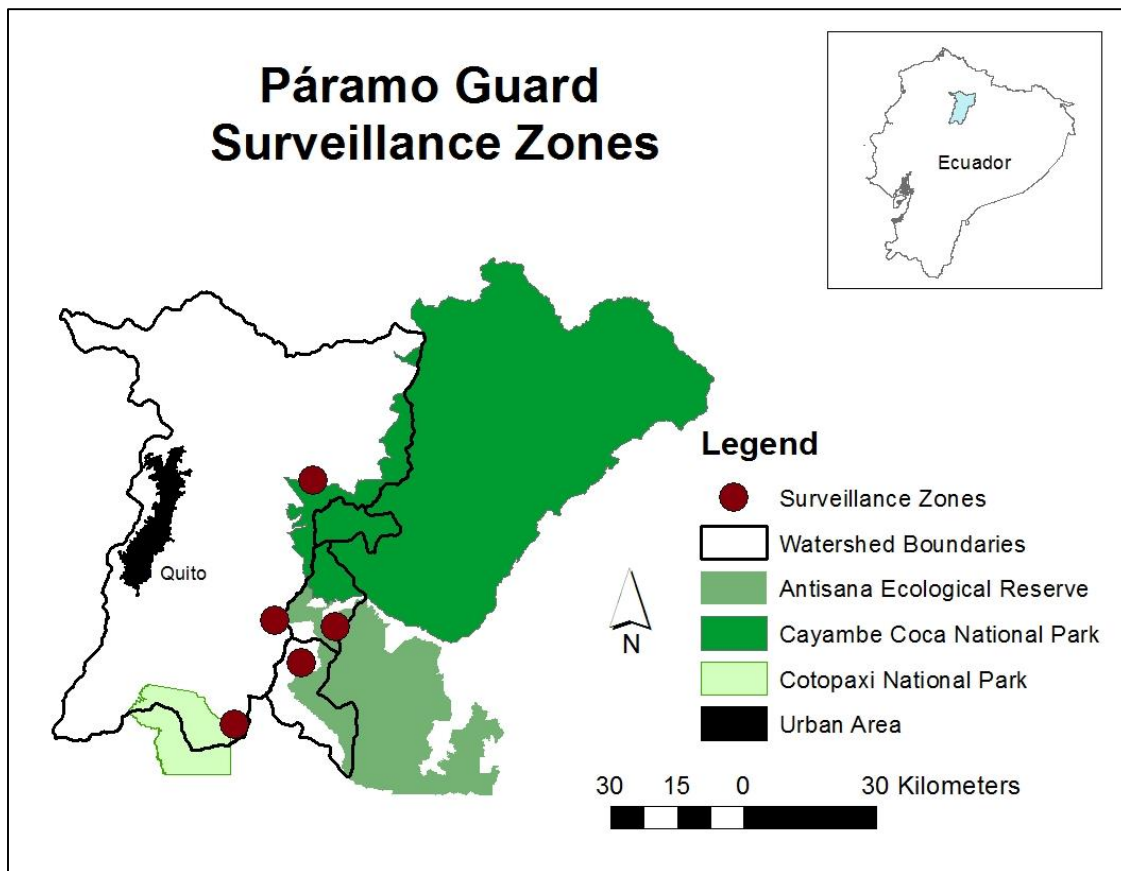 Páramo Guard
Surveillance Zones
Ecuador
Quito
Legend
Surveillance Zones
Watershed Boundaries
Antisana Ecological Reserve
Cayambe Coca National Park
Cotopaxi National Park
Urban Area
N
30 15 0 30 Kilometers